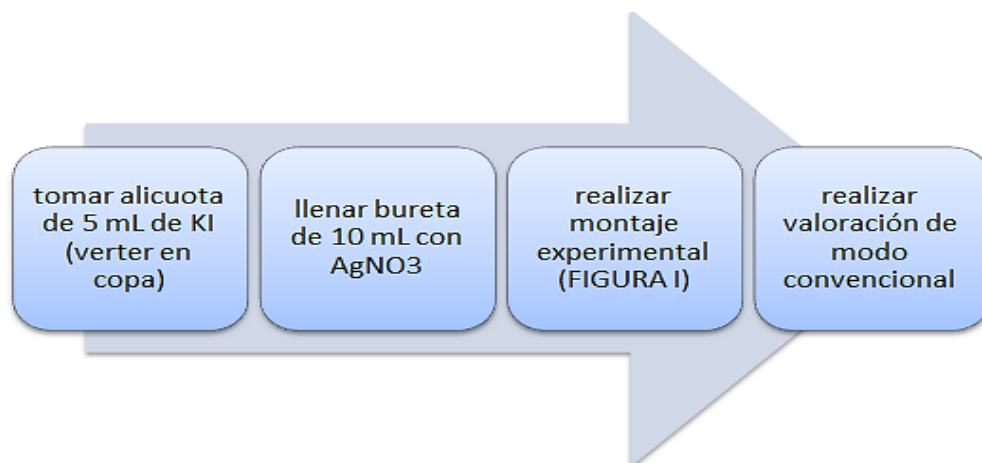 tomar alicuota
de 5 mL de KI
(verter en
copa)
llenar bureta
de 10 mL con
AgNO3
realizar
montaje
experimental
(FIGURA I)
realizar
valoración de
modo
convencional